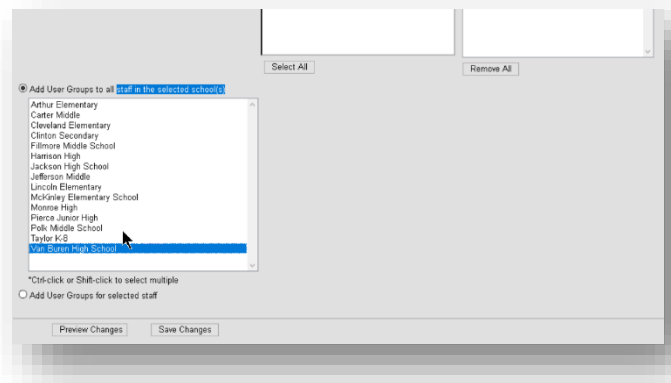 Select All
Remove All
Add User Groups to all staff in the selected school(s)
Arthur Elementary
Carter Middle
Cleveland Elementary
Clinton Secondary
Fillmore Middle School
Harrison High
Jackson High School
Jefferson Middle
Lincoln Elementary
McKinley Elementary School
Monroe High
Pierce Junior High
Polk Middle School
Taylor K-8
Van Buren High School
*Ctrl-click or Shift-click to select multiple
Add User Groups for selected staff
Preview Changes
Save Changes